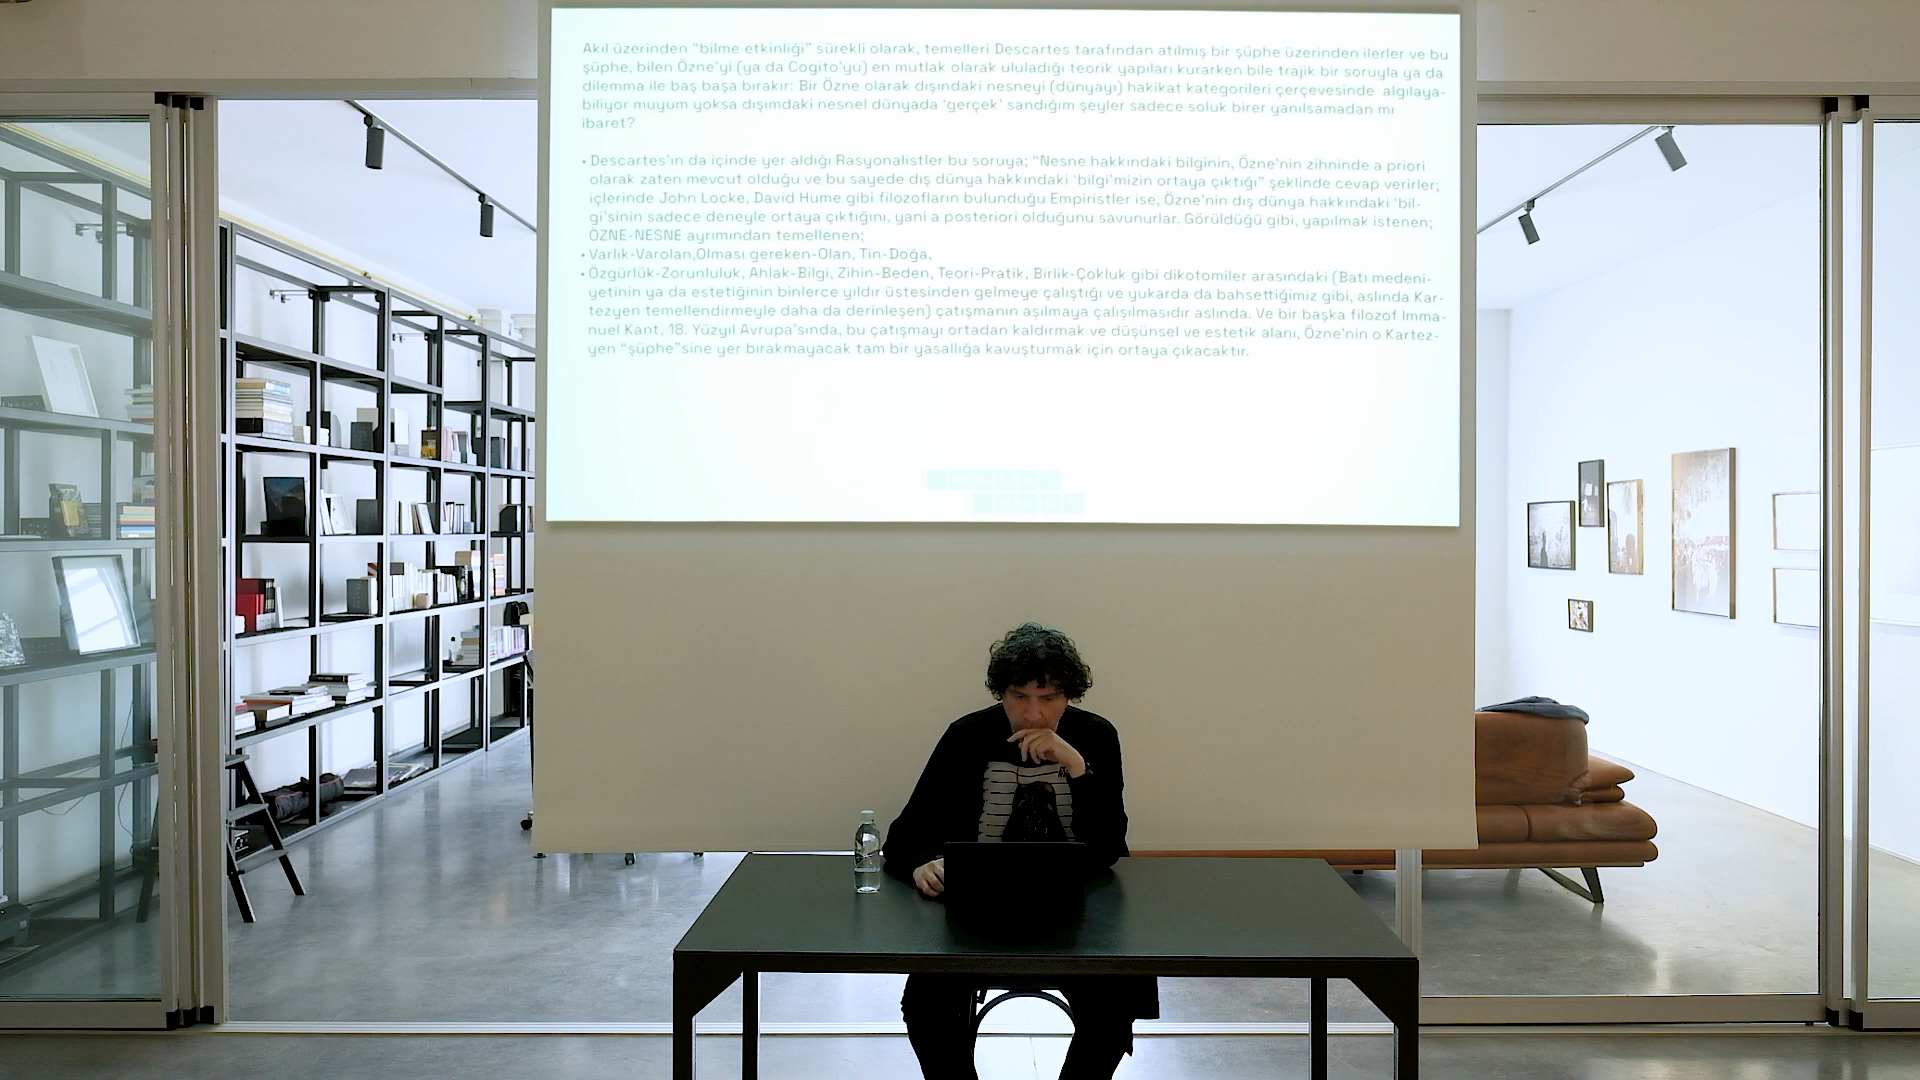 Akıl üzerinden “bilme etkinliği” sürekli olarak, temelleri Descartes tarafından atılmış bir şüphe üzerinden ilerler ve bu
şüphe, bilen Özne’yi (ya da Cogito’yu) en mutlak olarak ululadığı teorik yapıları kurarken bile trajik bir soruyla ya da
dilemma ile baş başa bırakır: Bir Özne olarak dışındaki nesneyi (dünyayı) hakikat kategorileri çerçevesinde algılaya-
biliyor muyum yoksa dışımdaki nesnel dünyada ‘gerçek’ sandığım şeyler sadece soluk birer yanılsamadan mı
ibaret?
• Descartes’ın da içinde yer aldığı Rasyonalistler bu soruya; “Nesne hakkındaki bilginin, Özne’nin zihninde a priori
olarak zaten mevcut olduğu ve bu sayede dış dünya hakkındaki ‘bilgi’mizin ortaya çıktığı” şeklinde cevap verirler;
içlerinde John Locke, David Hume gibi filozofların bulunduğu Empiristler ise, Özne’nin dış dünya hakkındaki ‘bil-
gi’sinin sadece deneyle ortaya çıktığını, yani a posteriori olduğunu savunurlar. Görüldüğü gibi, yapılmak istenen;
ÖZNE-NESNE ayrımından temellenen;
• Varlık-Varolan,Olması gereken-Olan, Tin-Doğa,
• Özgürlük-Zorunluluk, Ahlak-Bilgi, Zihin-Beden, Teori-Pratik, Birlik-Çokluk gibi dikotomiler arasındaki (Batı medeni-
yetinin ya da estetiğinin binlerce yıldır üstesinden gelmeye çalıştığı ve yukarda da bahsettiğimiz gibi, aslında Kar-
tezyen temellendirmeyle daha da derinleşen) çatışmanın aşılmaya çalışılmasıdır aslında. Ve bir başka filozof Imma-
nuel Kant, 18. Yüzyıl Avrupa’sında, bu çatışmayı ortadan kaldırmak ve düşünsel ve estetik alanı, Özne’nin o Kartez-
yen “şüphe”sine yer bırakmayacak tam bir yasallığa kavuşturmak için ortaya çıkacaktır.